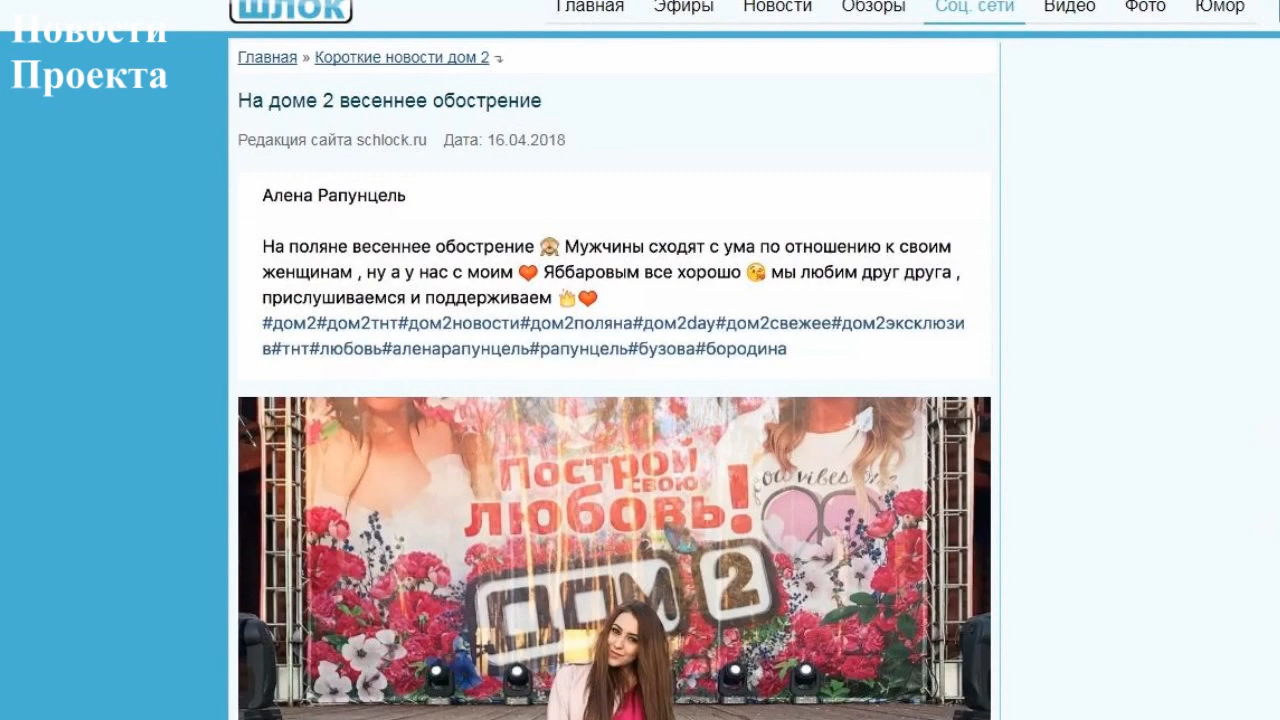 ШЛОК
Главная Эфиры Новости Обзоры Соц. сети Видео Фото Юмор
Новости
Проекта
Главная » Короткие новости дом 2
На доме 2 весеннее обострение
Редакция сайта schlock.ru Дата: 16.04.2018
Алена Рапунцель
На поляне весеннее обострение 🙈 Мужчины сходят с ума по отношению к своим
женщинам , ну а у нас с моим ❤ Яббаровым все хорошо 😘 мы любим друг друга ,
прислушиваемся и поддерживаем 🔥❤
#дом2#дом2тнт#дом2новости#дом2поляна#дом2day#дом2свежее#дом2эксклюзи
в#тнт#любовь#аленарапунцель#рапунцель#бузова#бородина
Построй
свою
любовь!
vibes
ДОМ 2